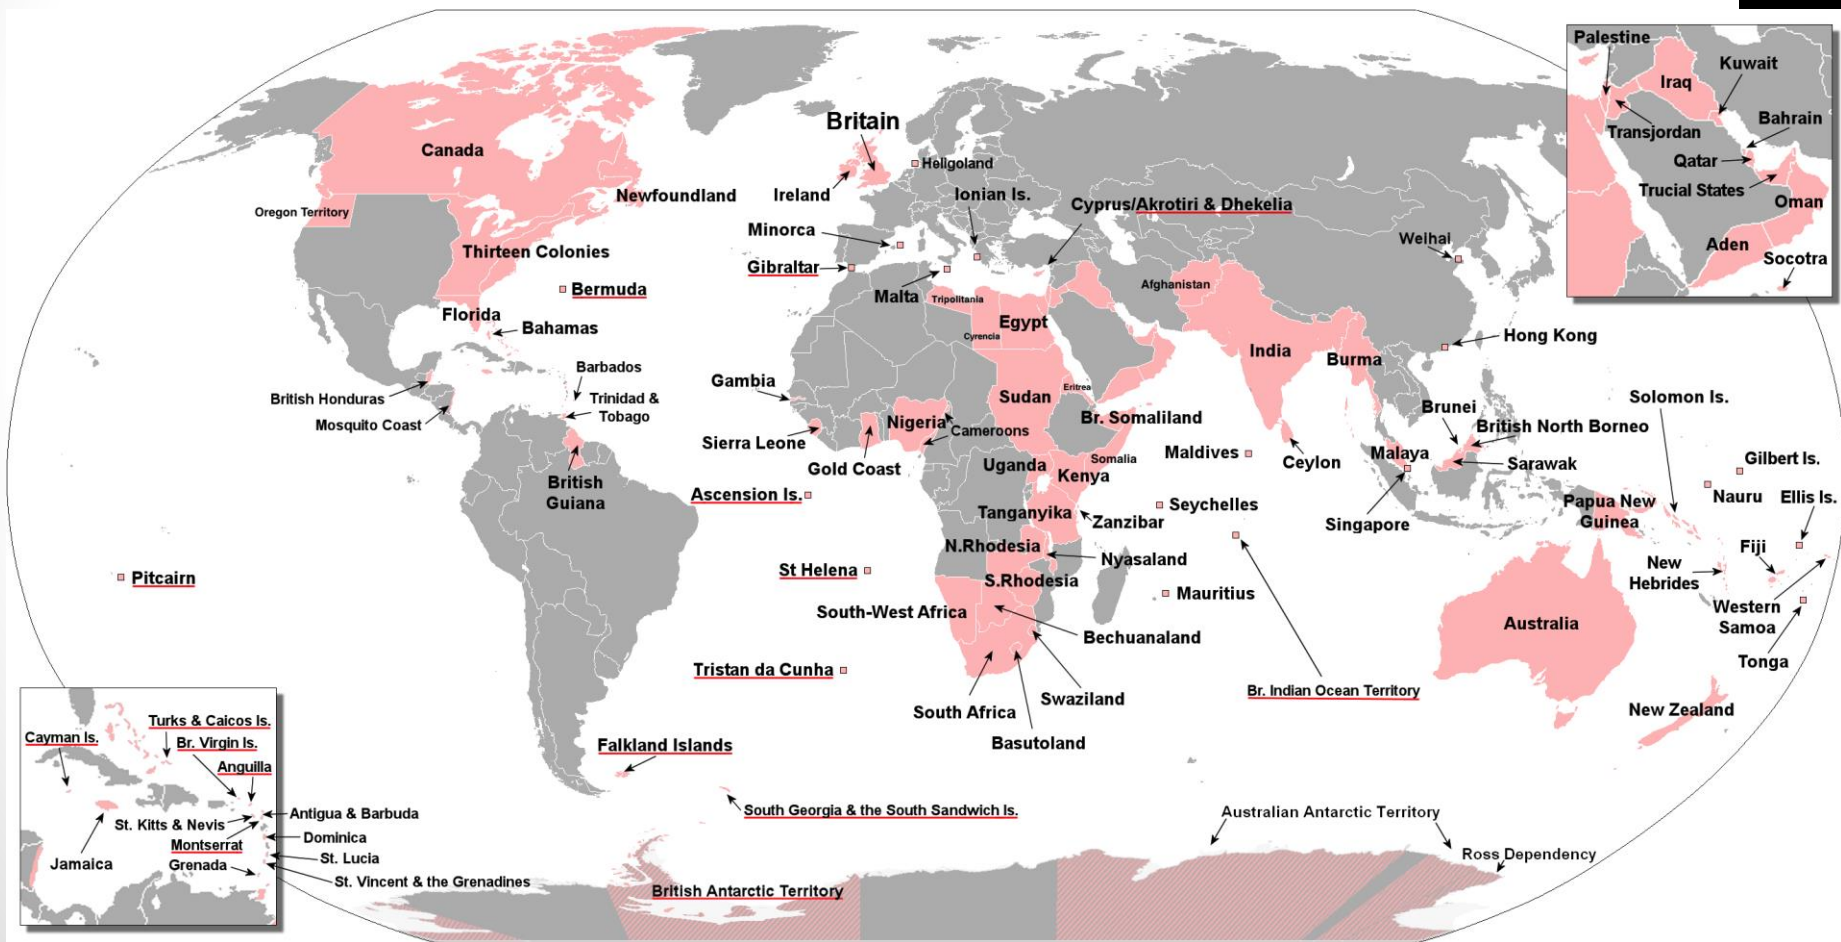 Canada
Newfoundland
Oregon Territory
Thirteen Colonies
Bermuda
Florida
Bahamas
Barbados
British Honduras
Trinidad &
Tobago
Mosquito Coast
British
Guiana
Pitcairn
Britain
Heligoland
Ireland
Ionian Is.
Minorca
Cyprus/Akrotiri & Dhekelia
Gibraltar
Malta
Tripolitania
Cyrencia
Egypt
Afghanistan
Weihai
Hong Kong
India
Burma
Gambia
Sudan
Eritrea
Nigeria
Br. Somaliland
Sierra Leone
Cameroons
Gold Coast
Uganda
Somalia
Kenya
Maldives
Ceylon
Brunei
British North Borneo
Malaya
Sarawak
Singapore
Solomon Is.
Gilbert Is.
Nauru
Ellis Is.
Papua New
Guinea
Ascension Is.
Seychelles
Tanganyika
Zanzibar
N.Rhodesia
Nyasaland
St Helena
S.Rhodesia
Mauritius
South-West Africa
Bechuanaland
Fiji
New
Hebrides
Western
Samoa
Tonga
Australia
New Zealand
Tristan da Cunha
Swaziland
South Africa
Basutoland
Br. Indian Ocean Territory
Falkland Islands
South Georgia & the South Sandwich Is.
Australian Antarctic Territory
Ross Dependency
British Antarctic Territory
Palestine
Kuwait
Iraq
Bahrain
Transjordan
Qatar
Trucial States
Oman
Aden
Socotra
Turks & Caicos Is.
Cayman Is.
Br. Virgin Is.
Anguilla
Antigua & Barbuda
St. Kitts & Nevis
Dominica
Montserrat
St. Lucia
Jamaica
Grenada
St. Vincent & the Grenadines